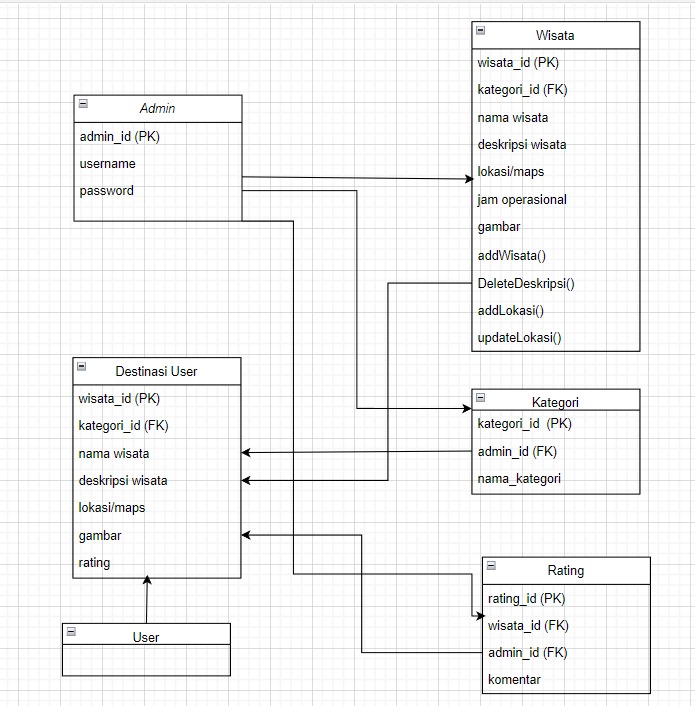 Wisata
wisata_id (PK)
kategori_id (FK)
nama wisata
deskripsi wisata
lokasi/maps
jam operasional
gambar
addWisata()
DeleteDeskripsi()
addLokasi()
updateLokasi()
Admin
admin_id (PK)
username
password
Destinasi User
wisata_id (PK)
kategori_id (FK)
nama wisata
deskripsi wisata
lokasi/maps
gambar
rating
Kategori
kategori_id (PK)
admin_id (FK)
nama_kategori
Rating
rating_id (PK)
wisata_id (FK)
admin_id (FK)
komentar
User